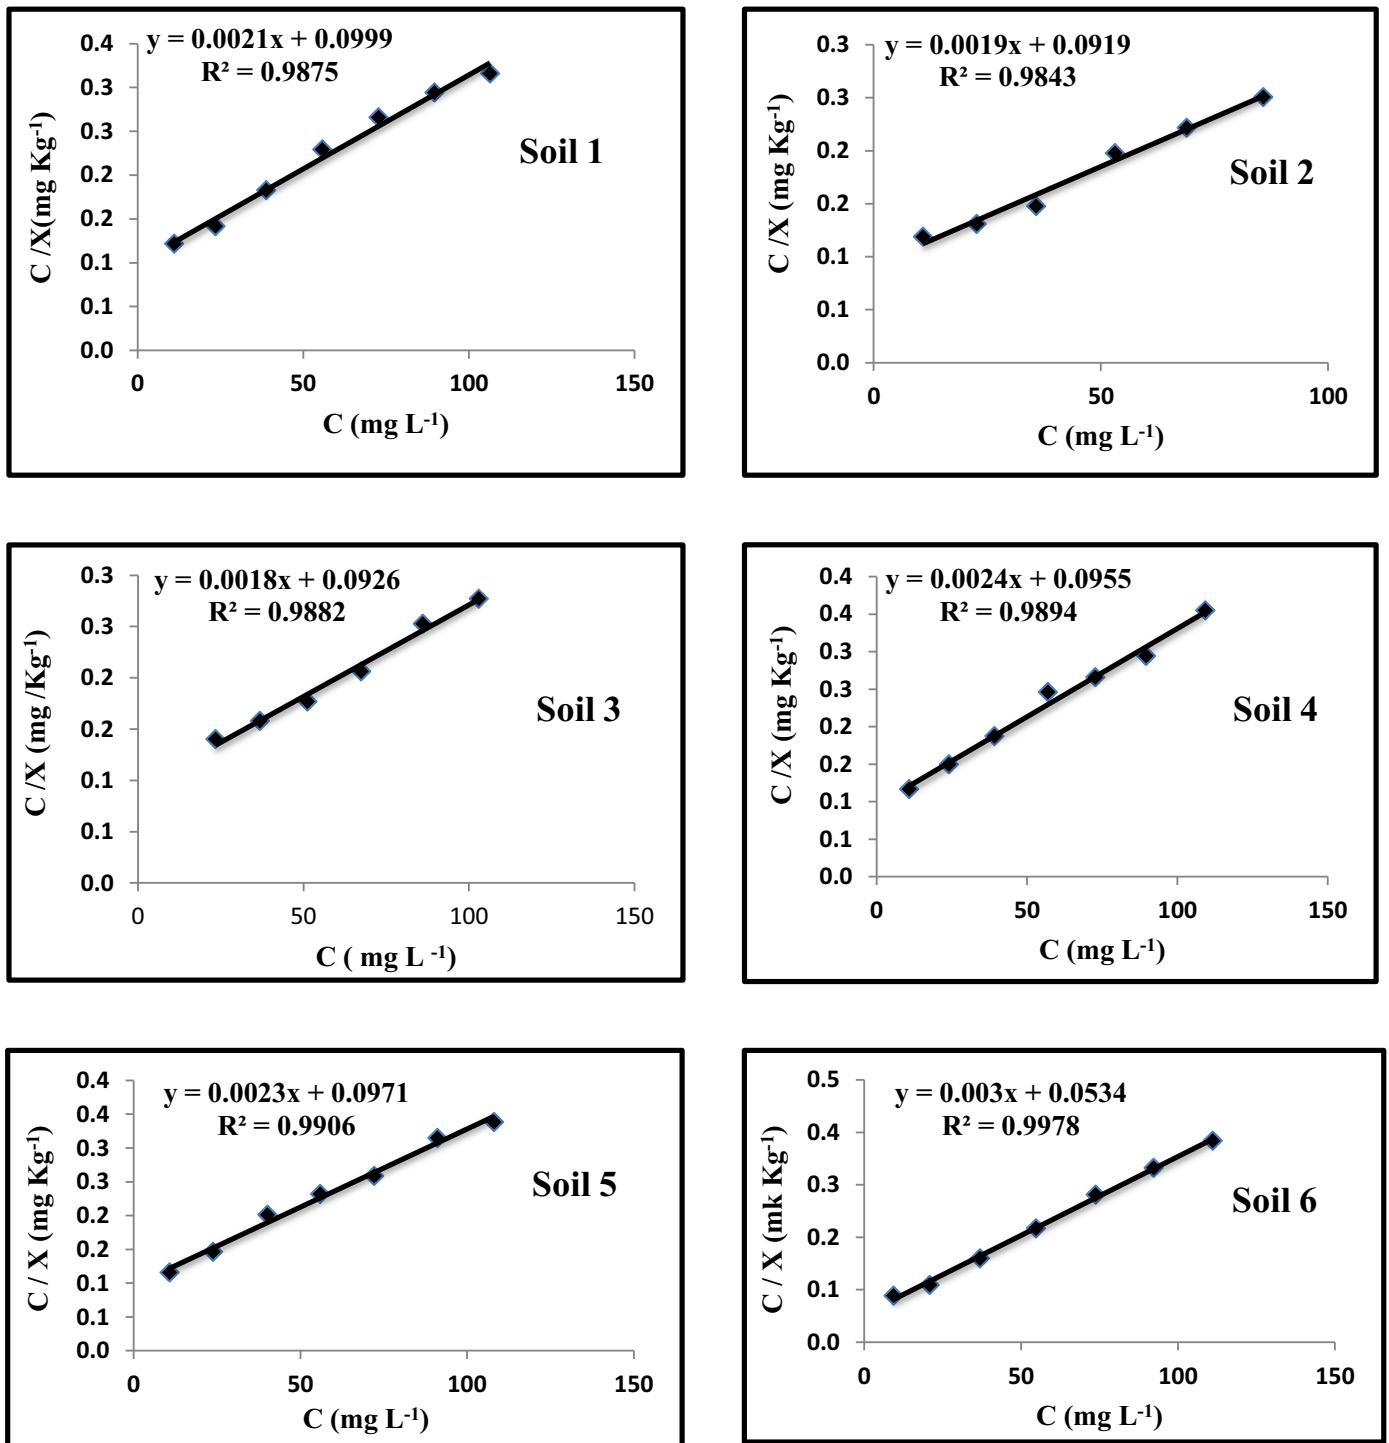 y = 0.0021x + 0.0999
R² = 0.9875
0.4
0.3
0.3
0.2
0.2
0.1
0.1
0.0
0 50 100 150
C /X(mg Kg⁻¹)
C (mg L⁻¹)
Soil 1
y = 0.0019x + 0.0919
R² = 0.9843
0.3
0.3
0.2
0.2
0.1
0.1
0.0
0 50 100
C /X (mg Kg⁻¹)
C (mg L⁻¹)
Soil 2
y = 0.0018x + 0.0926
R² = 0.9882
0.3
0.3
0.2
0.2
0.1
0.1
0.0
0 50 100 150
C /X (mg /Kg⁻¹)
C ( mg L ⁻¹)
Soil 3
y = 0.0024x + 0.0955
R² = 0.9894
0.4
0.4
0.3
0.3
0.2
0.2
0.1
0.1
0.0
0 50 100 150
C /X (mg Kg⁻¹)
C (mg L⁻¹)
Soil 4
y = 0.0023x + 0.0971
R² = 0.9906
0.4
0.4
0.3
0.3
0.2
0.2
0.1
0.1
0.0
0 50 100 150
C / X (mg Kg⁻¹)
C (mg L⁻¹)
Soil 5
y = 0.003x + 0.0534
R² = 0.9978
0.5
0.4
0.3
0.2
0.1
0.0
0 50 100 150
C / X (mk Kg⁻¹)
C (mg L⁻¹)
Soil 6